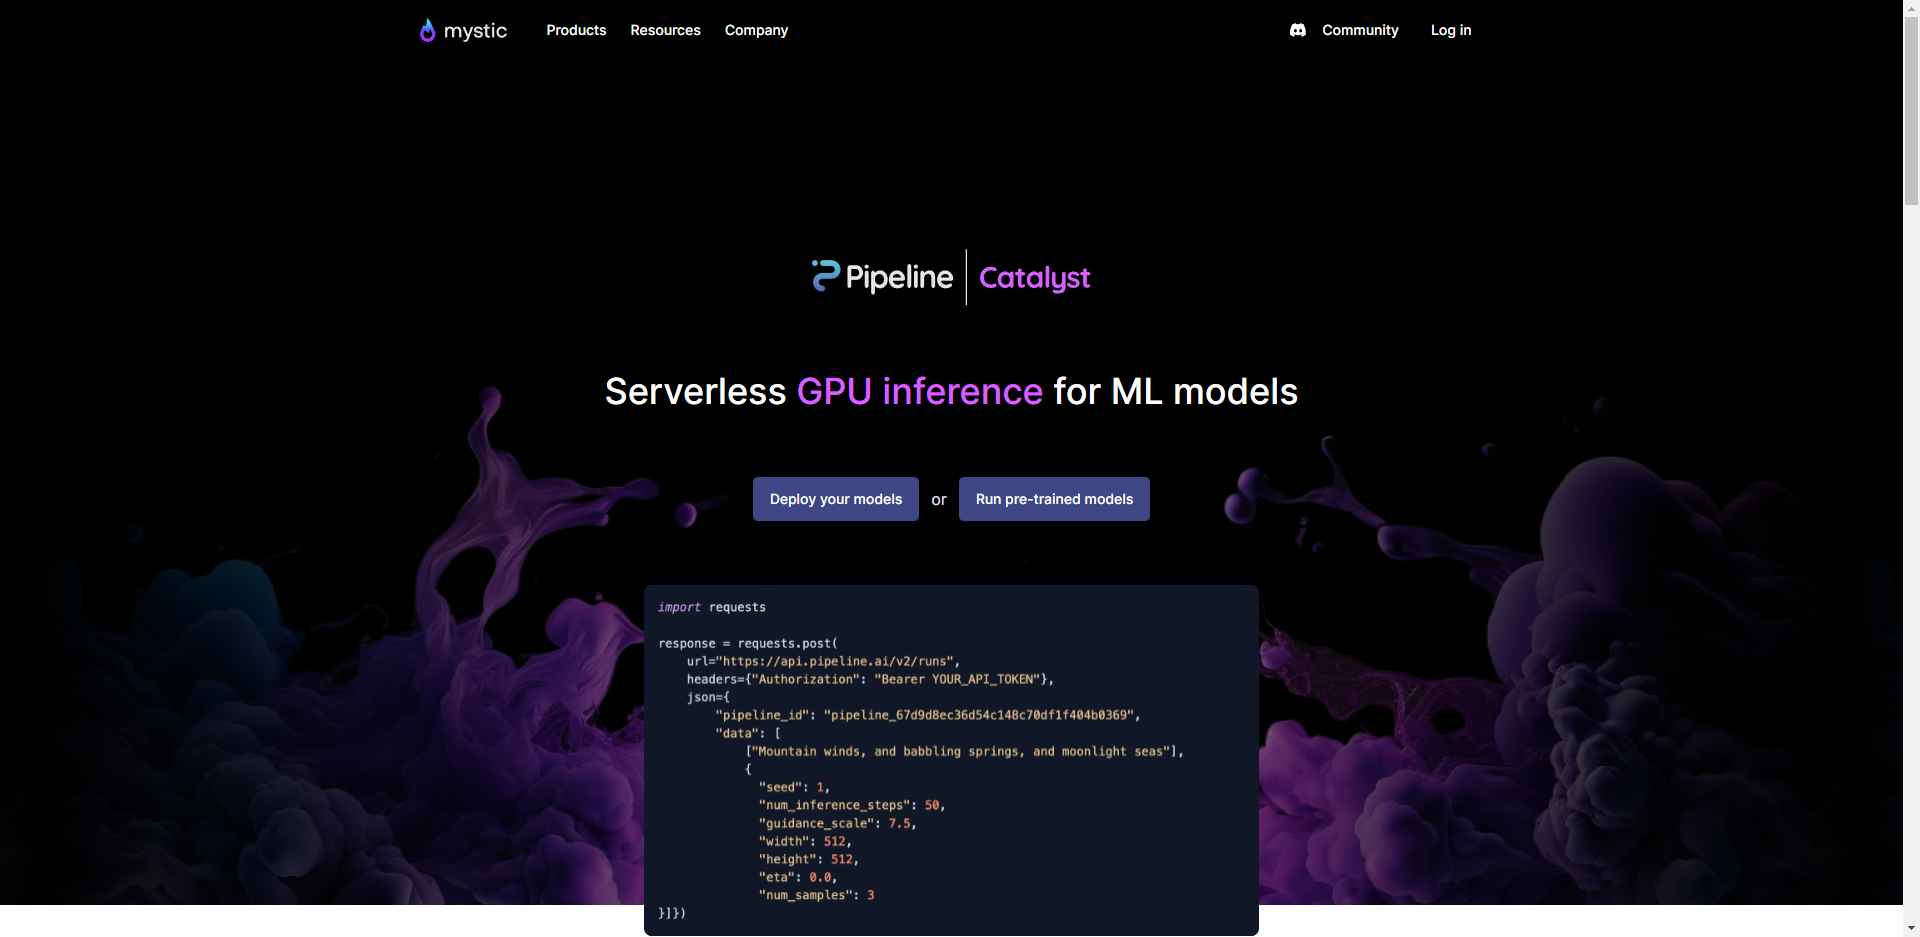 mystic Products Resources Company Community Log in
Pipeline Catalyst
Serverless GPU inference for ML models
Deploy your models or Run pre-trained models
import requests
response = requests.post(
    url="https://api.pipeline.ai/v2/runs",
    headers={"Authorization": "Bearer YOUR_API_TOKEN"},
    json={
        "pipeline_id": "pipeline_67d9d8ec36d54c148c70df1f404b0369",
        "data": [
            ["Mountain winds, and babbling springs, and moonlight seas"],
            {
              "seed": 1,
              "num_inference_steps": 50,
              "guidance_scale": 7.5,
              "width": 512,
              "height": 512,
              "eta": 0.0,
              "num_samples": 3
}]})